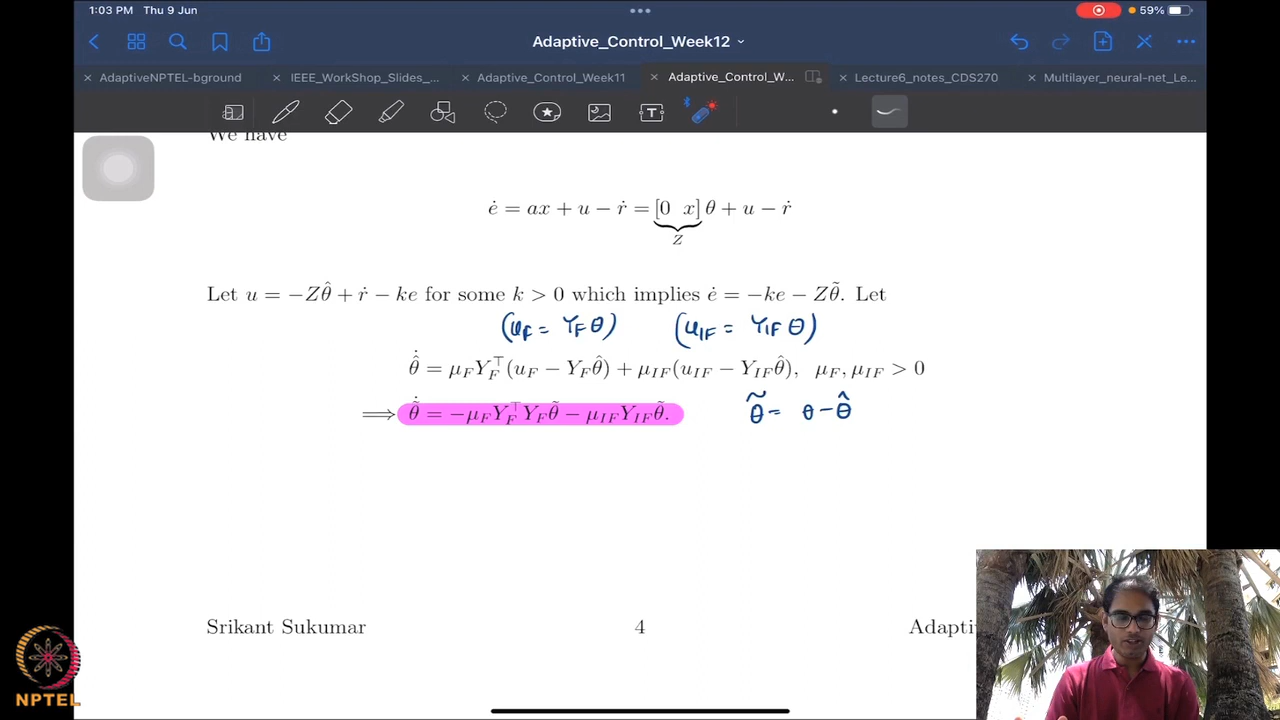 1:03 PM Thu 9 Jun
59%
Adaptive_Control_Week12
AdaptiveNPTEL-bground
IEEE_WorkShop_Slides_...
Adaptive_Control_Week11
Adaptive_Control_W...
Lecture6_notes_CDS270
Multilayer_neural-net_Le...
We have
ė = ax + u − ṙ = [0 x] θ + u − ṙ
Z
Let u = −Zθ̂ + ṙ − ke for some k > 0 which implies ė = −ke − Zθ̃. Let
(u_F = Y_F θ) (u_IF = Y_IF θ)
θ̂̇ = μ_F Y_F^⊤(u_F − Y_F θ̂) + μ_IF(u_IF − Y_IF θ̂), μ_F, μ_IF > 0
⟹ θ̃̇ = −μ_F Y_F^⊤ Y_F θ̃ − μ_IF Y_IF θ̃. θ̃ = θ − θ̂
Srikant Sukumar 4 Adapti
NPTEL